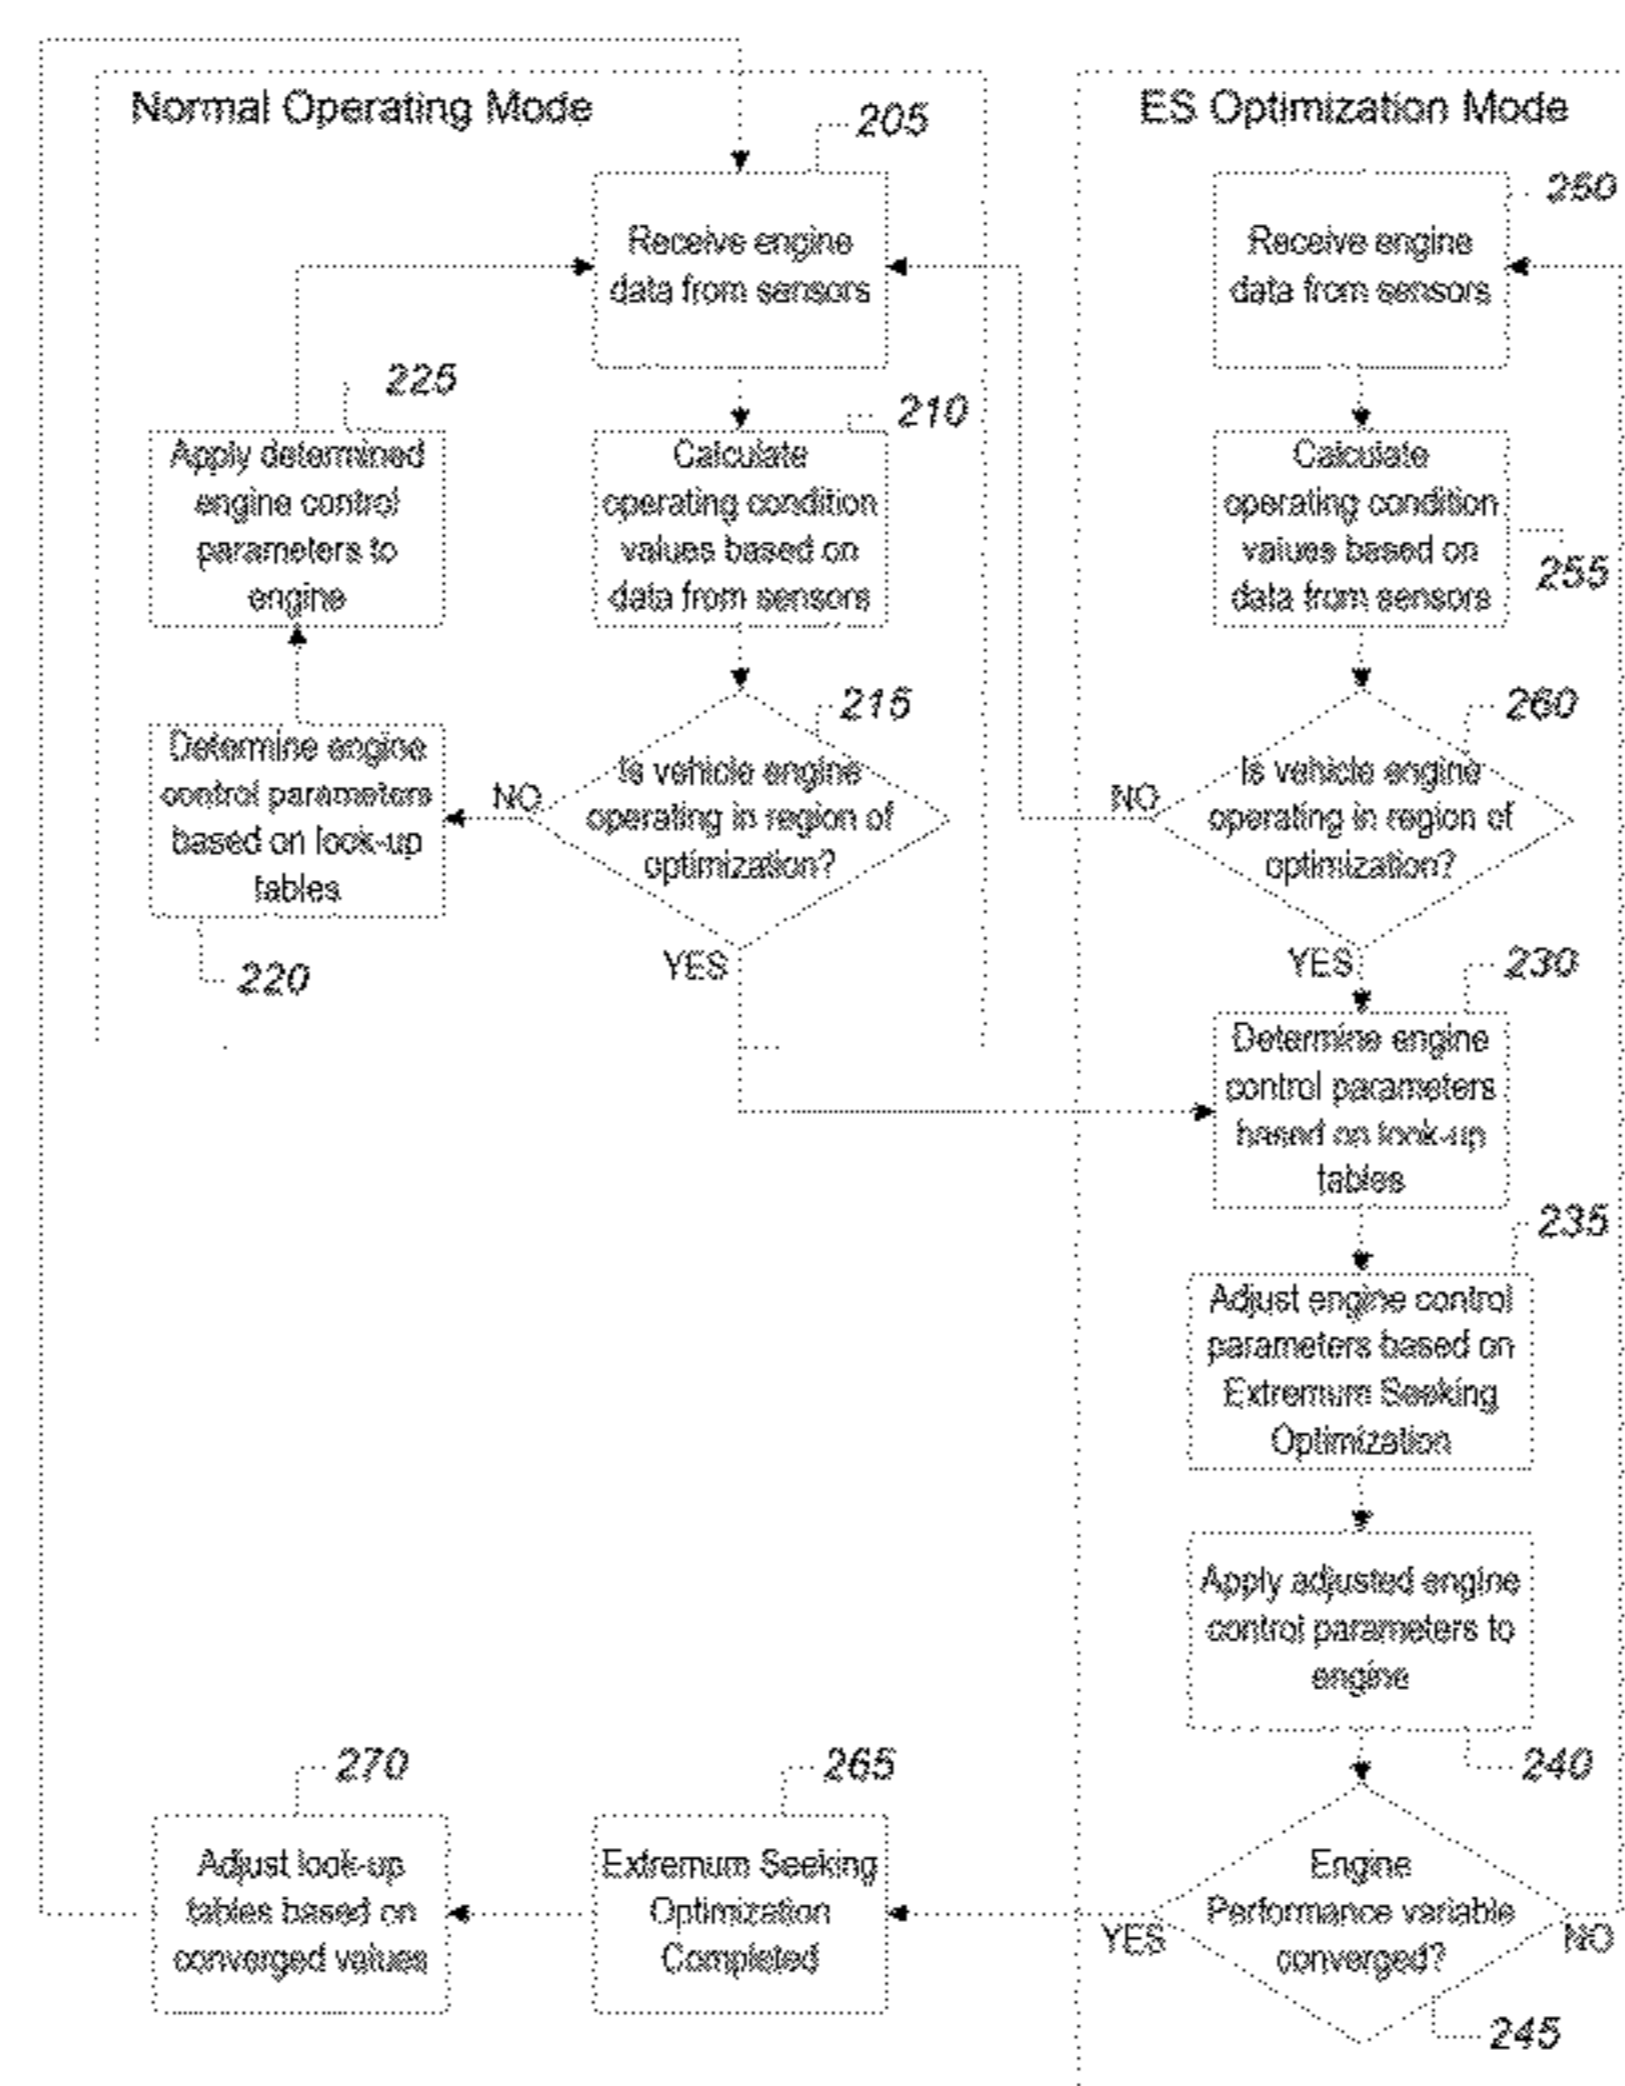 Normal Operating Mode
205
Receive engine
data from sensors
225
Apply determined
engine control
parameters to
engine
210
Calculate
operating condition
values based on
data from sensors
215
Is vehicle engine
operating in region of
optimization?
NO
YES
Determine engine
control parameters
based on look-up
tables
220
ES Optimization Mode
250
Receive engine
data from sensors
Calculate
operating condition
values based on
data from sensors
255
260
Is vehicle engine
operating in region of
optimization?
NO
YES
230
Determine engine
control parameters
based on look-up
tables
235
Adjust engine control
parameters based on
Extremum Seeking
Optimization
Apply adjusted engine
control parameters to
engine
240
Engine
Performance variable
converged?
YES
NO
245
265
Extremum Seeking
Optimization
Completed
270
Adjust look-up
tables based on
converged values